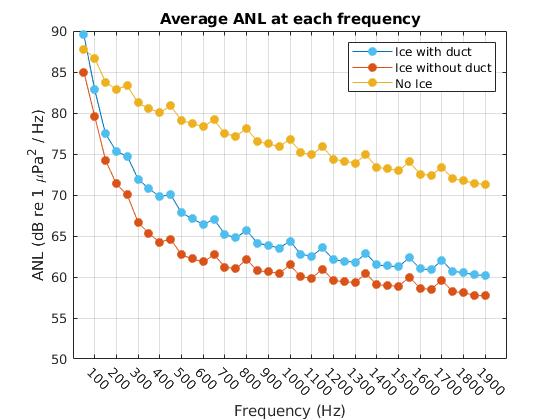 Average ANL at each frequency
Ice with duct
Ice without duct
No Ice
90
85
80
75
70
65
60
55
50
ANL (dB re 1 μPa² / Hz)
100 200 300 400 500 600 700 800 900 1000 1100 1200 1300 1400 1500 1600 1700 1800 1900
Frequency (Hz)